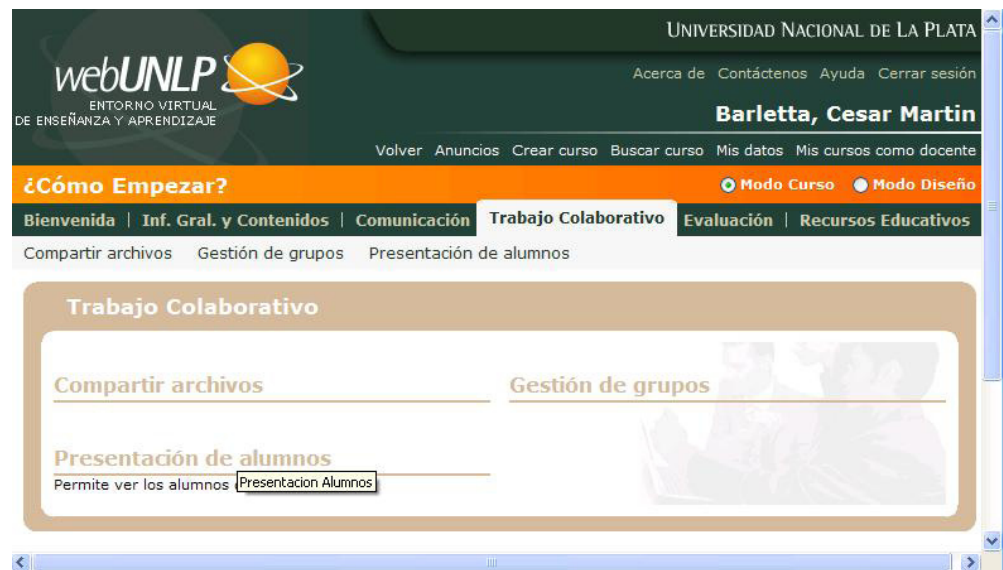 UNIVERSIDAD NACIONAL DE LA PLATA
webUNLP
ENTORNO VIRTUAL
DE ENSEÑANZA Y APRENDIZAJE
Acerca de Contáctenos Ayuda Cerrar sesión
Barletta, Cesar Martin
Volver Anuncios Crear curso Buscar curso Mis datos Mis cursos como docente
¿Cómo Empezar? Modo Curso Modo Diseño
Bienvenida | Inf. Gral. y Contenidos | Comunicación Trabajo Colaborativo Evaluación | Recursos Educativos
Compartir archivos Gestión de grupos Presentación de alumnos
Trabajo Colaborativo
Compartir archivos Gestión de grupos
Presentación de alumnos
Permite ver los alumnos
Presentacion Alumnos